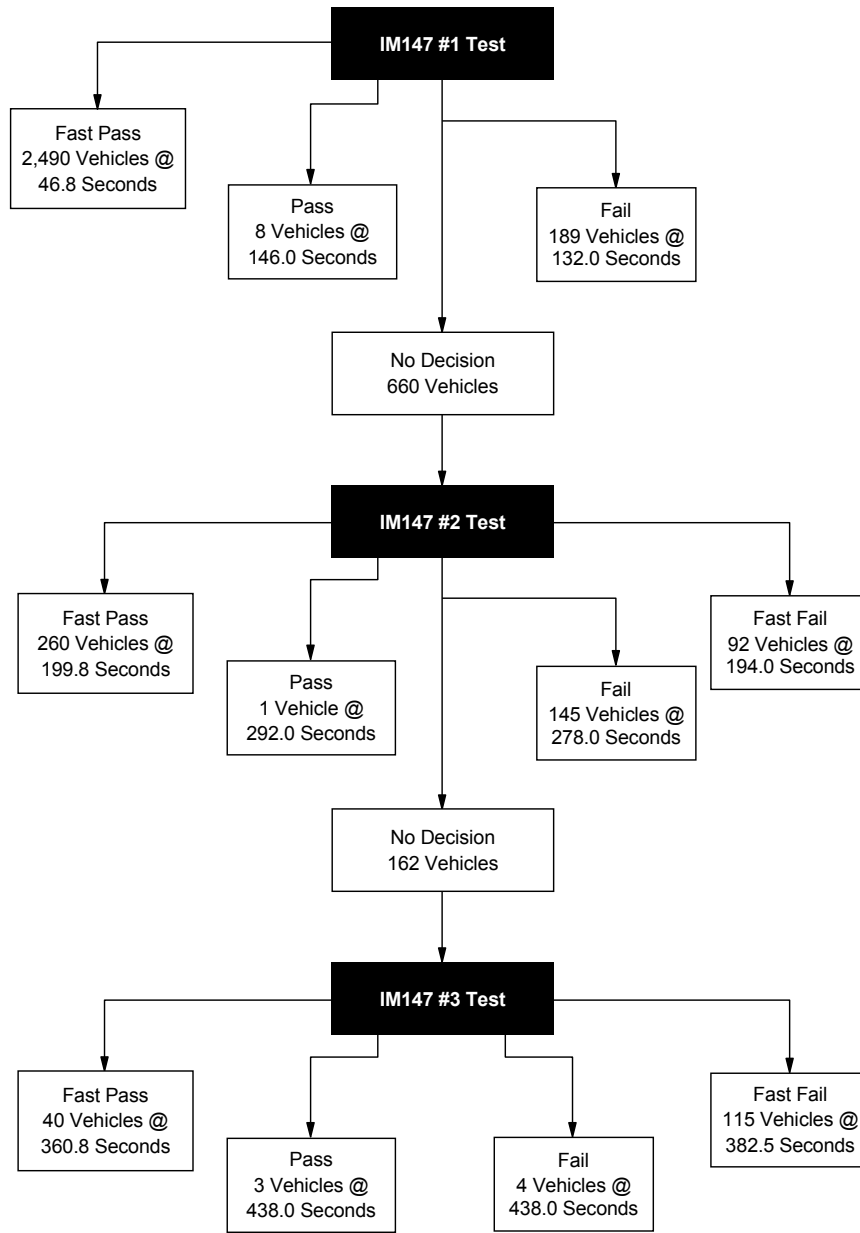 IM147 #1 Test
Fast Pass
2,490 Vehicles @
46.8 Seconds
Pass
8 Vehicles @
146.0 Seconds
Fail
189 Vehicles @
132.0 Seconds
No Decision
660 Vehicles
IM147 #2 Test
Fast Pass
260 Vehicles @
199.8 Seconds
Pass
1 Vehicle @
292.0 Seconds
Fail
145 Vehicles @
278.0 Seconds
Fast Fail
92 Vehicles @
194.0 Seconds
No Decision
162 Vehicles
IM147 #3 Test
Fast Pass
40 Vehicles @
360.8 Seconds
Pass
3 Vehicles @
438.0 Seconds
Fail
4 Vehicles @
438.0 Seconds
Fast Fail
115 Vehicles @
382.5 Seconds